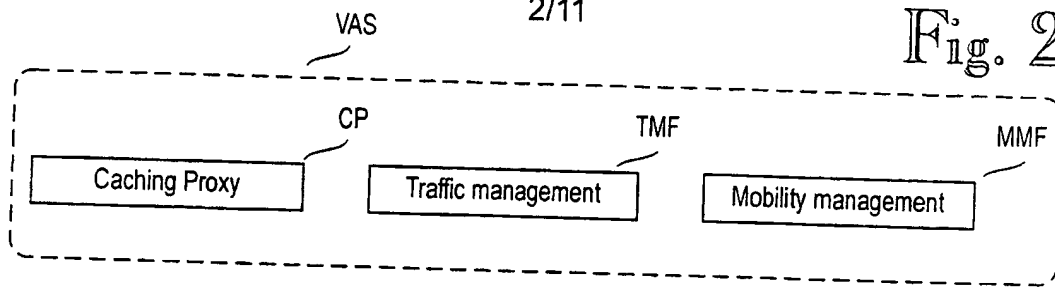 2/11
Fig. 2
VAS
CP
TMF
MMF
Caching Proxy
Traffic management
Mobility management